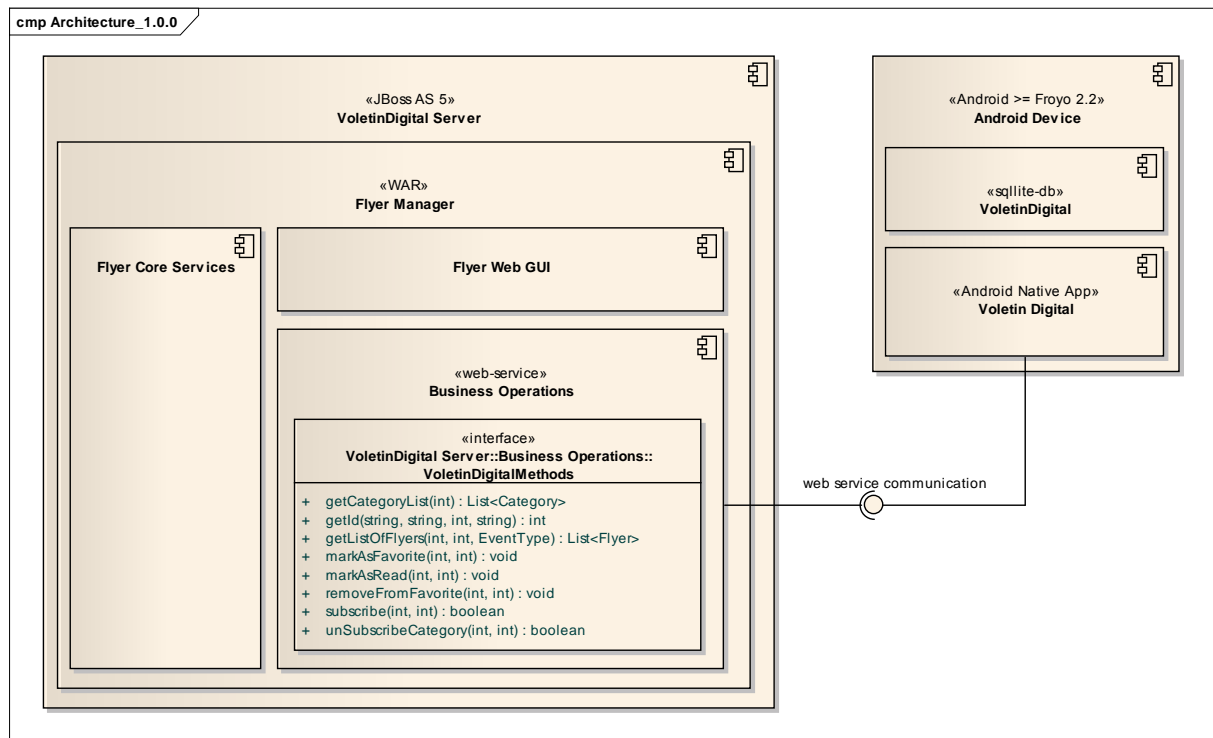 cmp Architecture_1.0.0
«JBoss AS 5»
VoletinDigital Server
«WAR»
Flyer Manager
Flyer Core Services
Flyer Web GUI
«web-service»
Business Operations
«interface»
VoletinDigital Server::Business Operations::
VoletinDigitalMethods
+ getCategoryList(int) : List<Category>
+ getId(string, string, int, string) : int
+ getListOfFlyers(int, int, EventType) : List<Flyer>
+ markAsFavorite(int, int) : void
+ markAsRead(int, int) : void
+ removeFromFavorite(int, int) : void
+ subscribe(int, int) : boolean
+ unSubscribeCategory(int, int) : boolean
«Android >= Froyo 2.2»
Android Device
«sqllite-db»
VoletinDigital
«Android Native App»
Voletin Digital
web service communication